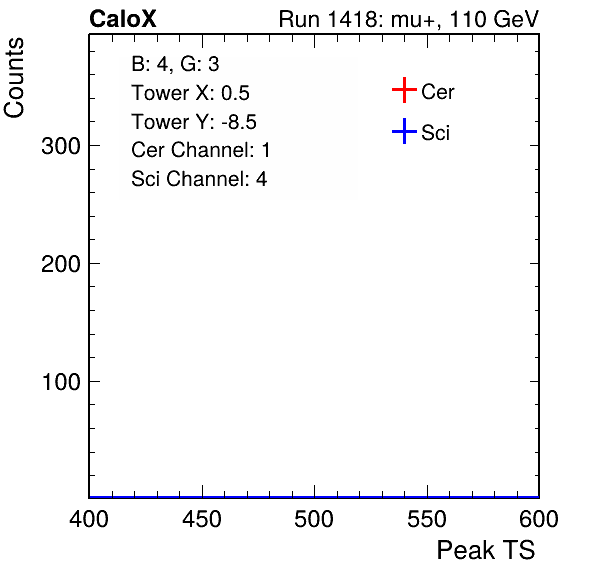 CaloX Run 1418: mu+, 110 GeV
Counts
B: 4, G: 3
Tower X: 0.5
Tower Y: -8.5
Cer Channel: 1
Sci Channel: 4
Cer
Sci
300
200
100
400 450 500 550 600
Peak TS